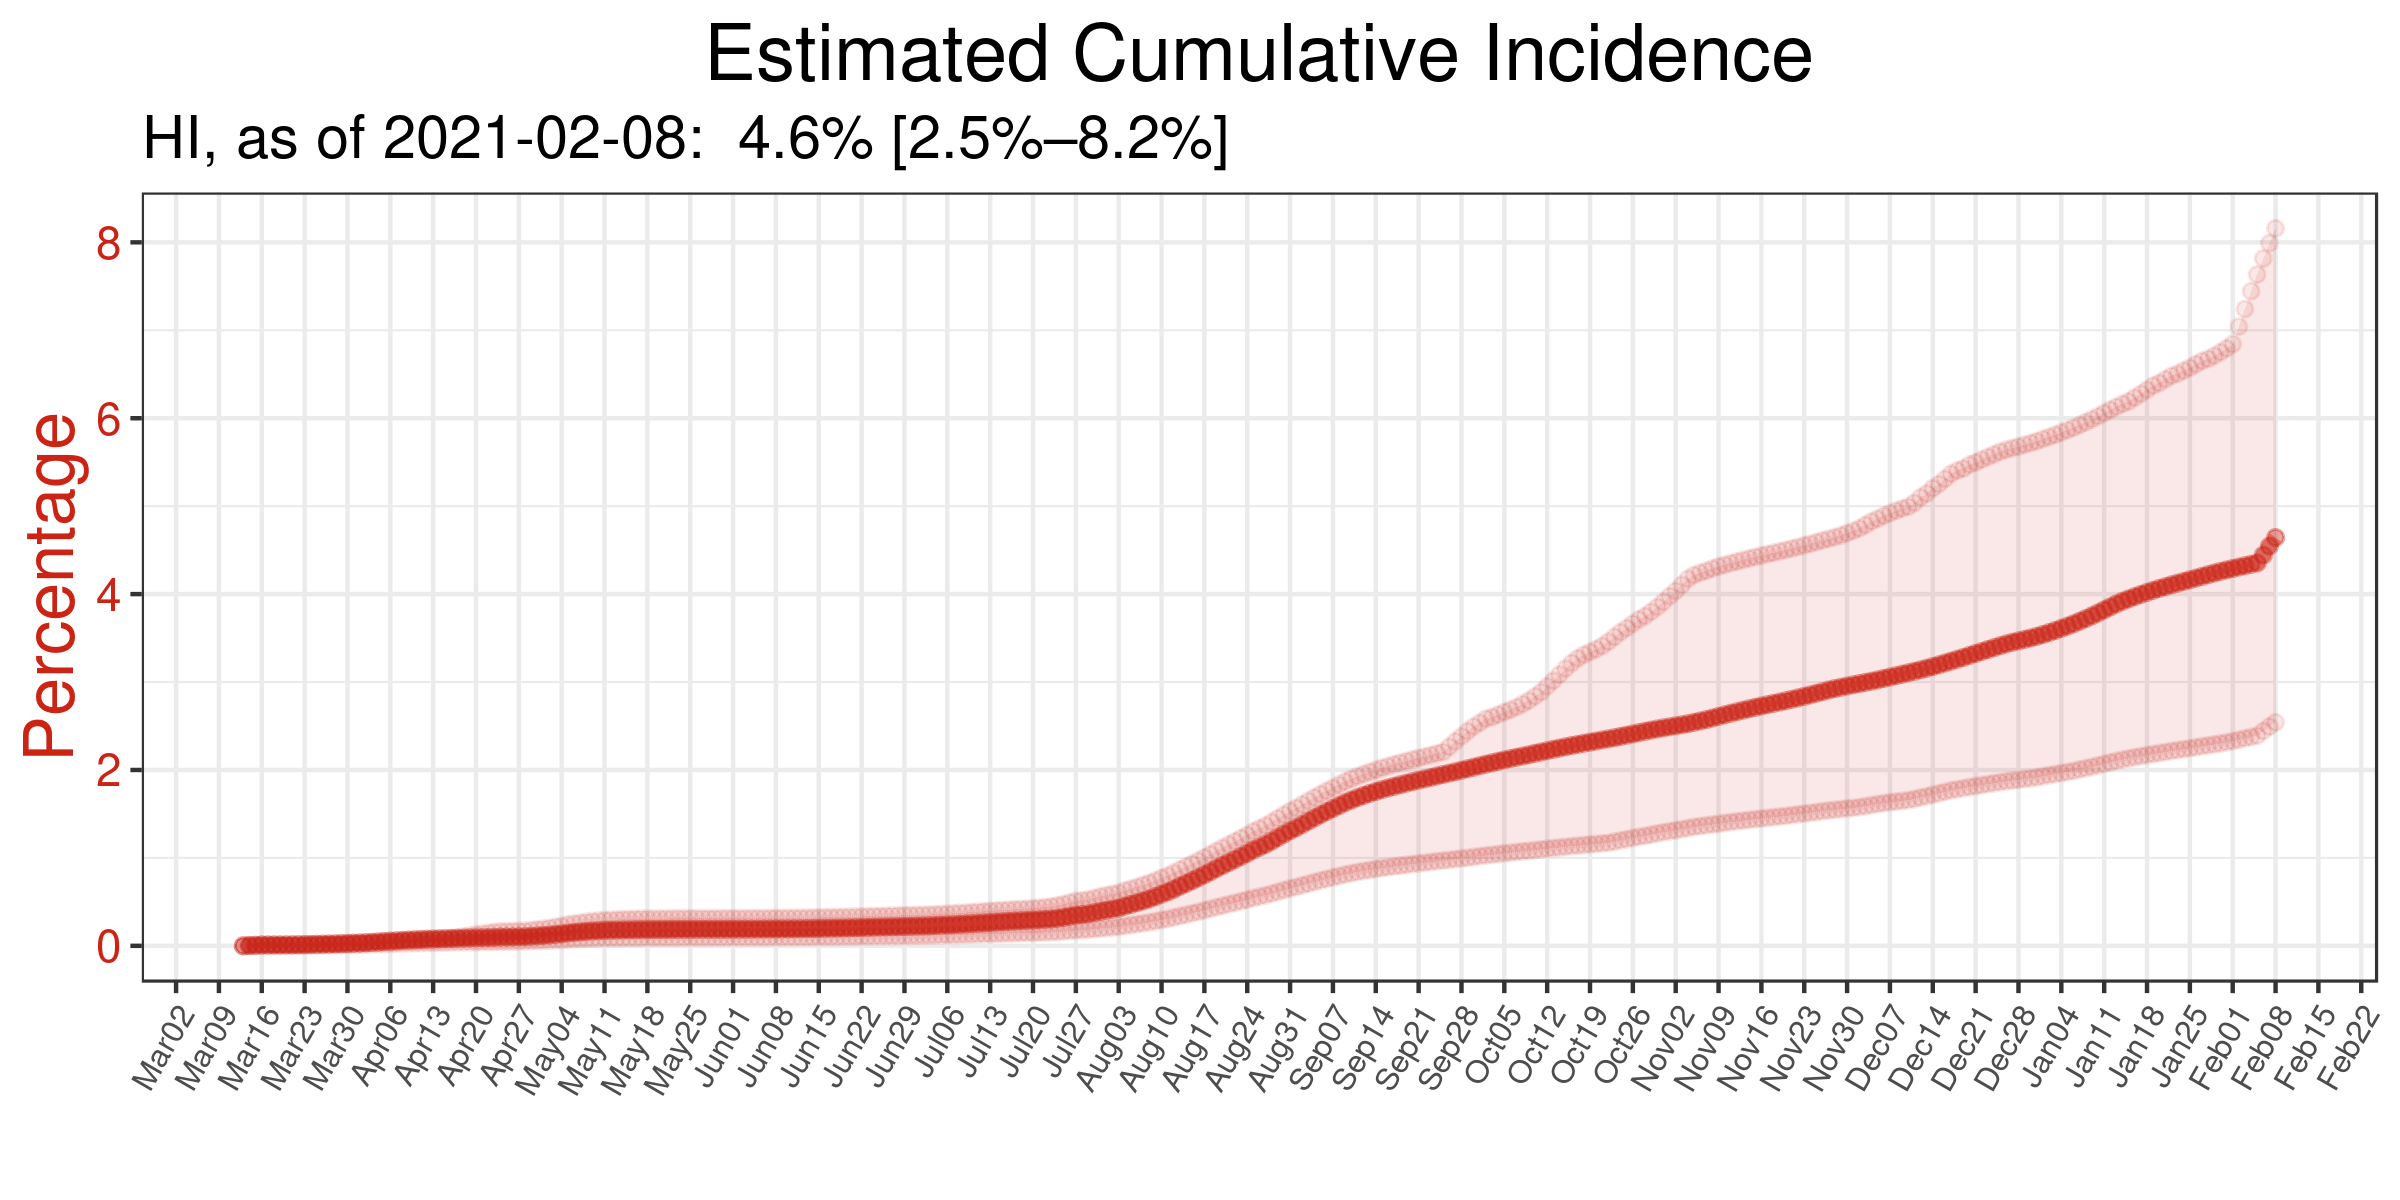 Estimated Cumulative Incidence
HI, as of 2021-02-08:  4.6% [2.5%–8.2%]
Percentage
8
6
4
2
0
Mar02
Mar09
Mar16
Mar23
Mar30
Apr06
Apr13
Apr20
Apr27
May04
May11
May18
May25
Jun01
Jun08
Jun15
Jun22
Jun29
Jul06
Jul13
Jul20
Jul27
Aug03
Aug10
Aug17
Aug24
Aug31
Sep07
Sep14
Sep21
Sep28
Oct05
Oct12
Oct19
Oct26
Nov02
Nov09
Nov16
Nov23
Nov30
Dec07
Dec14
Dec21
Dec28
Jan04
Jan11
Jan18
Jan25
Feb01
Feb08
Feb15
Feb22